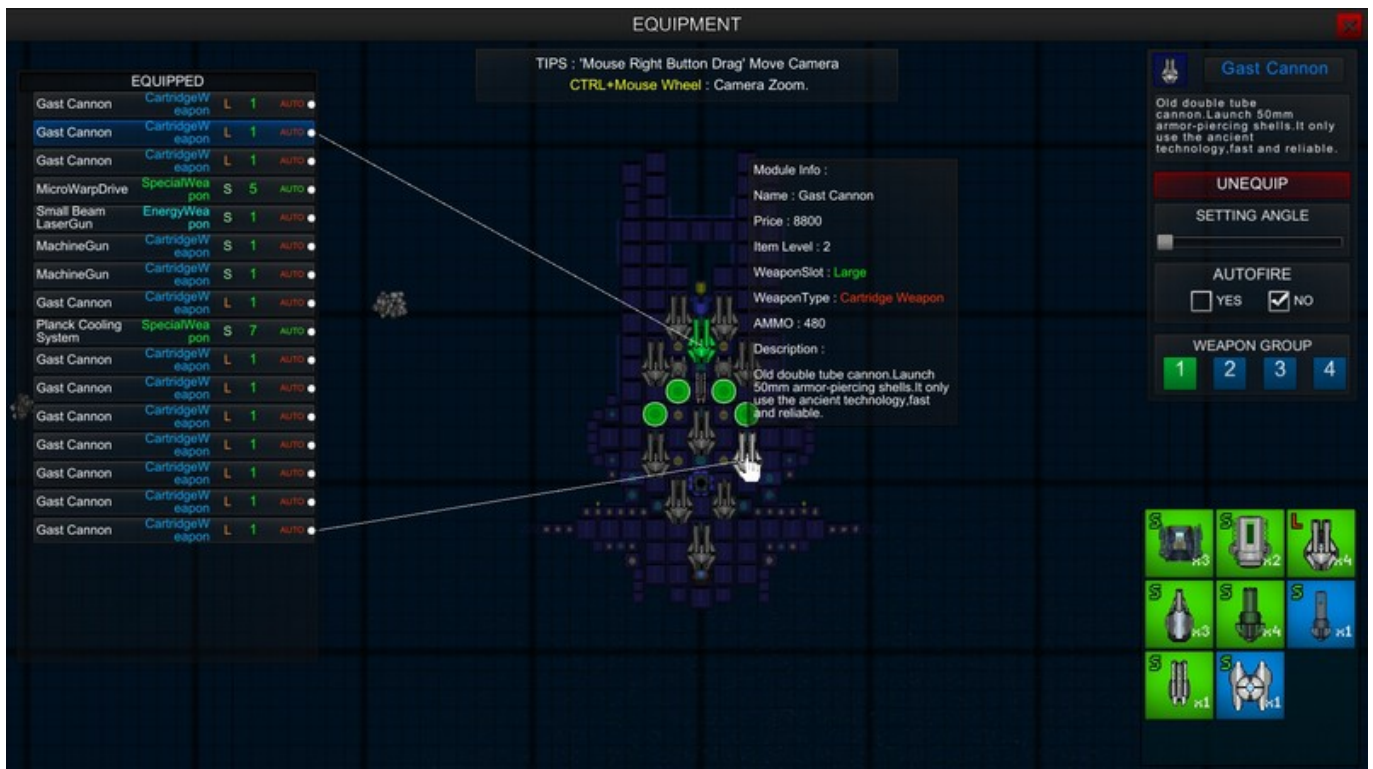 EQUIPMENT
TIPS : 'Mouse Right Button Drag' Move Camera
CTRL+Mouse Wheel : Camera Zoom.
EQUIPPED
Gast Cannon CartridgeW eapon L 1 AUTO
Gast Cannon CartridgeW eapon L 1 AUTO
Gast Cannon CartridgeW eapon L 1 AUTO
MicroWarpDrive SpecialWea pon S 5 AUTO
Small Beam LaserGun EnergyWea pon S 1 AUTO
MachineGun CartridgeW eapon S 1 AUTO
MachineGun CartridgeW eapon S 1 AUTO
Gast Cannon CartridgeW eapon L 1 AUTO
Planck Cooling System SpecialWea pon S 7 AUTO
Gast Cannon CartridgeW eapon L 1 AUTO
Gast Cannon CartridgeW eapon L 1 AUTO
Gast Cannon CartridgeW eapon L 1 AUTO
Gast Cannon CartridgeW eapon L 1 AUTO
Gast Cannon CartridgeW eapon L 1 AUTO
Gast Cannon CartridgeW eapon L 1 AUTO
Gast Cannon CartridgeW eapon L 1 AUTO
Module Info :
Name : Gast Cannon
Price : 8800
Item Level : 2
WeaponSlot : Large
WeaponType : Cartridge Weapon
AMMO : 480
Description :
Old double tube cannon.Launch
50mm armor-piercing shells.It only
use the ancient technology,fast
and reliable.
Gast Cannon
Old double tube
cannon.Launch 50mm
armor-piercing shells.It only
use the ancient
technology,fast and reliable.
UNEQUIP
SETTING ANGLE
AUTOFIRE
YES NO
WEAPON GROUP
1 2 3 4
S x3 S x2 L x4
S x3 S x4 S x1
S x1 S x1